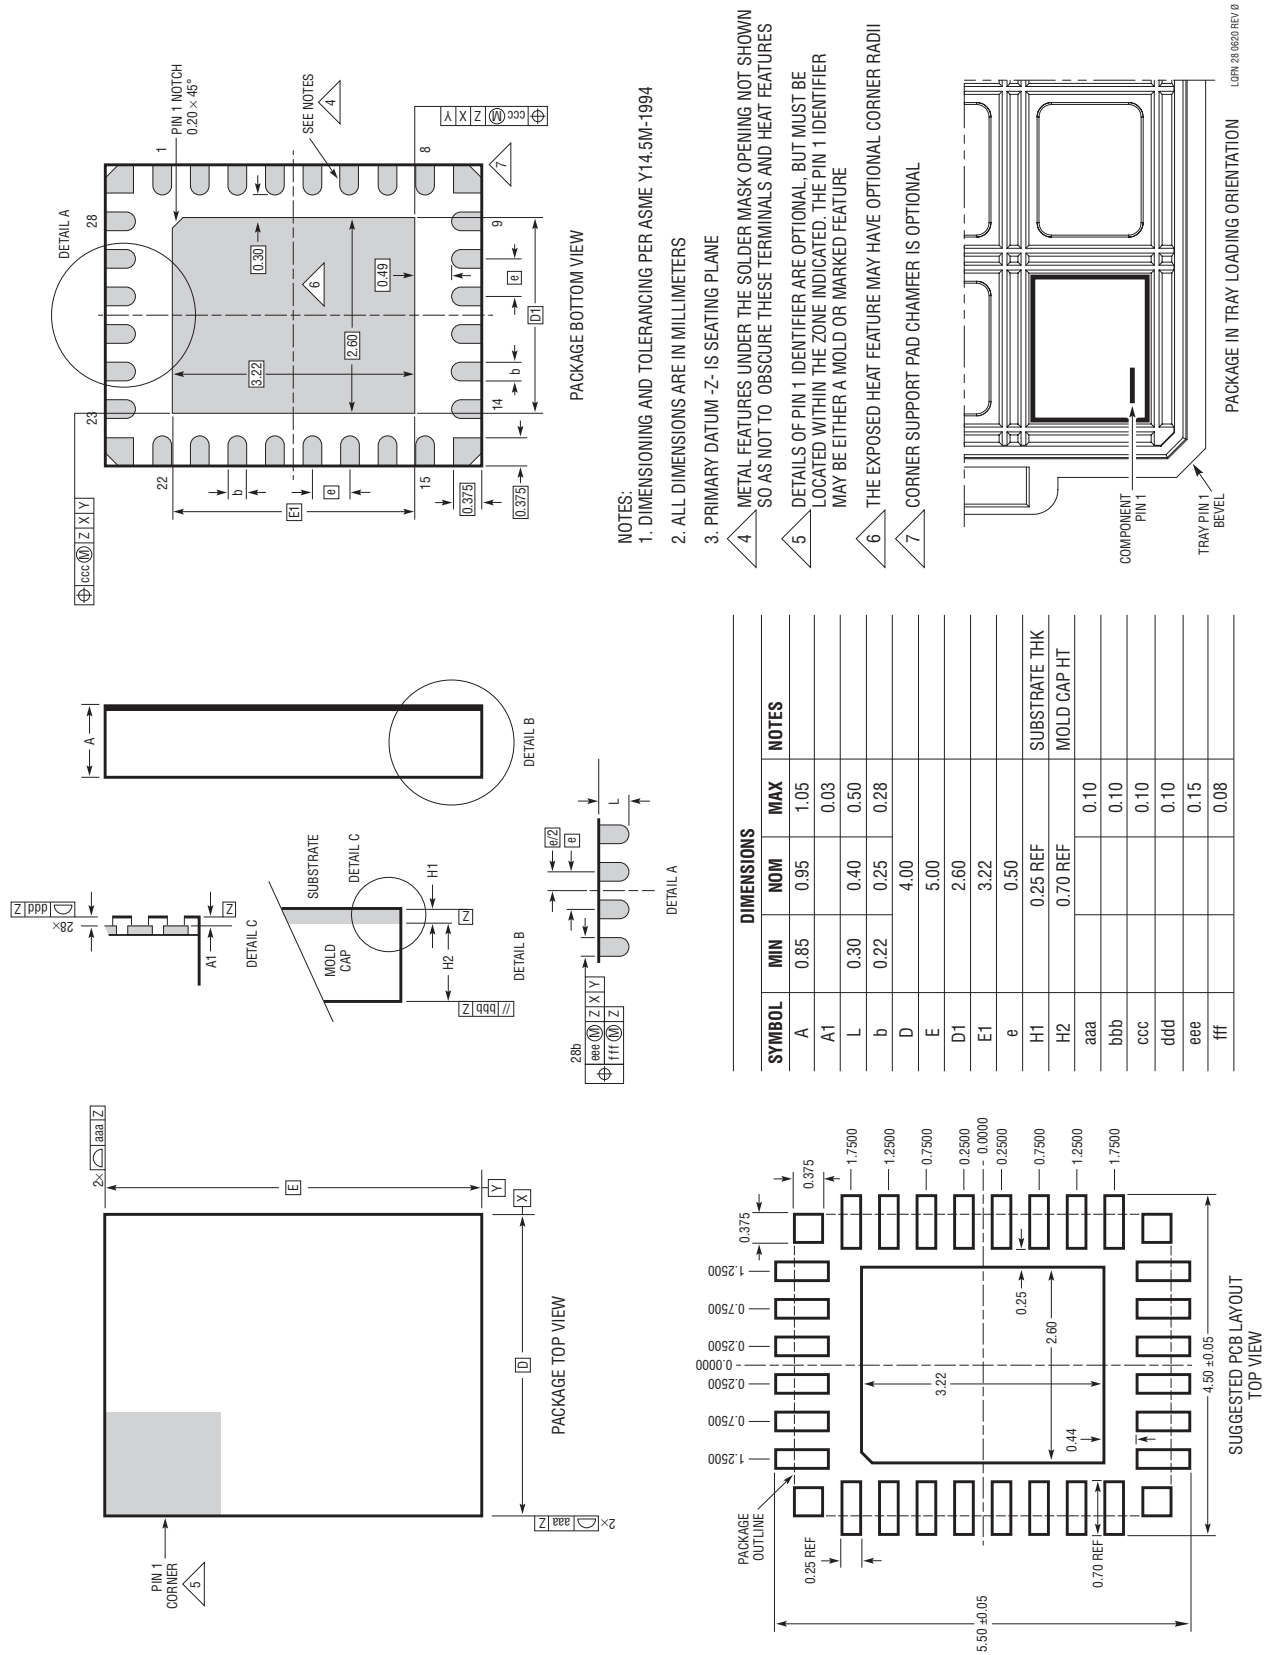 DETAIL A
28
1
PIN 1 NOTCH
0.20 × 45°
SEE NOTES
4
ccc M Z X Y
7
8
9
14
15
22
23
ccc M Z X Y
0.30
6
0.49
3.22
2.60
e
b
D1
b
e
E1
0.375
0.375
PACKAGE BOTTOM VIEW
NOTES:
1. DIMENSIONING AND TOLERANCING PER ASME Y14.5M-1994
2. ALL DIMENSIONS ARE IN MILLIMETERS
3. PRIMARY DATUM -Z- IS SEATING PLANE
4 METAL FEATURES UNDER THE SOLDER MASK OPENING NOT SHOWN
SO AS NOT TO OBSCURE THESE TERMINALS AND HEAT FEATURES
5 DETAILS OF PIN 1 IDENTIFIER ARE OPTIONAL, BUT MUST BE
LOCATED WITHIN THE ZONE INDICATED. THE PIN 1 IDENTIFIER
MAY BE EITHER A MOLD OR MARKED FEATURE
6 THE EXPOSED HEAT FEATURE MAY HAVE OPTIONAL CORNER RADII
7 CORNER SUPPORT PAD CHAMFER IS OPTIONAL
COMPONENT
PIN 1
TRAY PIN 1
BEVEL
PACKAGE IN TRAY LOADING ORIENTATION
LQFN 28 0620 REV Ø
A
DETAIL B
ddd Z
28×
Z
A1
DETAIL C
SUBSTRATE
DETAIL C
MOLD
CAP
H1
Z
H2
// bbb Z
DETAIL B
e/2
e
L
28b
eee M Z X Y
fff M Z
DETAIL A
DIMENSIONS
SYMBOL MIN NOM MAX NOTES
A 0.85 0.95 1.05
A1 0.03
L 0.30 0.40 0.50
b 0.22 0.25 0.28
D 4.00
E 5.00
D1 2.60
E1 3.22
e 0.50
H1 0.25 REF SUBSTRATE THK
H2 0.70 REF MOLD CAP HT
aaa 0.10
bbb 0.10
ccc 0.10
ddd 0.10
eee 0.15
fff 0.08
2× aaa Z
E
Y
X
D
aaa Z 2×
PIN 1
CORNER
5
PACKAGE TOP VIEW
0.375
0.375
1.7500
1.2500
0.7500
0.2500
0.0000
0.2500
0.7500
1.2500
1.7500
1.2500
0.7500
0.2500
0.0000
0.2500
0.7500
1.2500
0.25
2.60
3.22
0.44
PACKAGE
OUTLINE
0.25 REF
0.70 REF
4.50 ±0.05
5.50 ±0.05
SUGGESTED PCB LAYOUT
TOP VIEW